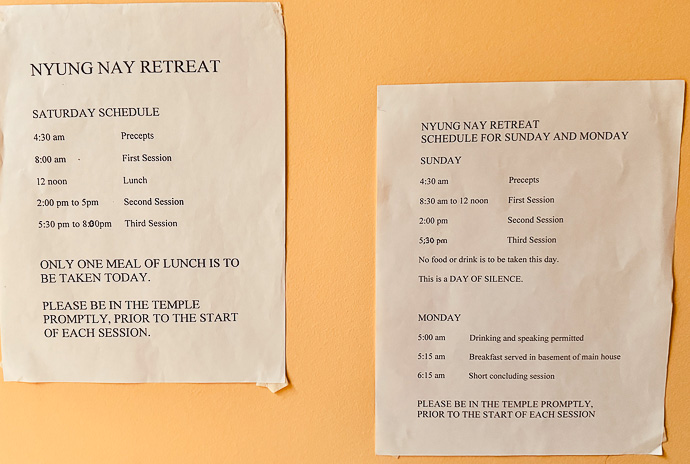 NYUNG NAY RETREAT
SATURDAY SCHEDULE
4:30 am Precepts
8:00 am First Session
12 noon Lunch
2:00 pm to 5pm Second Session
5:30 pm to 8:00pm Third Session
ONLY ONE MEAL OF LUNCH IS TO
BE TAKEN TODAY.
PLEASE BE IN THE TEMPLE
PROMPTLY, PRIOR TO THE START
OF EACH SESSION.
NYUNG NAY RETREAT
SCHEDULE FOR SUNDAY AND MONDAY
SUNDAY
4:30 am Precepts
8:30 am to 12 noon First Session
2:00 pm Second Session
5:30 pm Third Session
No food or drink is to be taken this day.
This is a DAY OF SILENCE.
MONDAY
5:00 am Drinking and speaking permitted
5:15 am Breakfast served in basement of main house
6:15 am Short concluding session
PLEASE BE IN THE TEMPLE PROMPTLY,
PRIOR TO THE START OF EACH SESSION